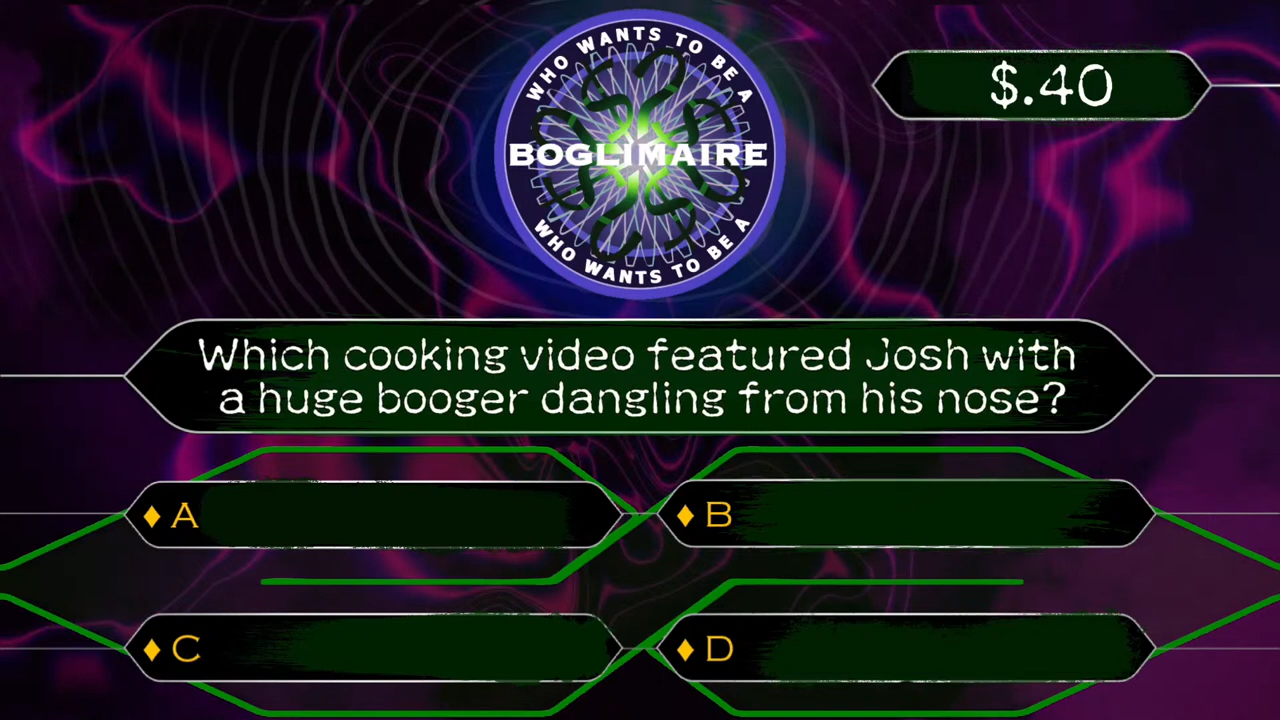 WHO WANTS TO BE A
BOGLIMAIRE
WHO WANTS TO BE A
$.40
Which cooking video featured Josh with
a huge booger dangling from his nose?
A
B
C
D